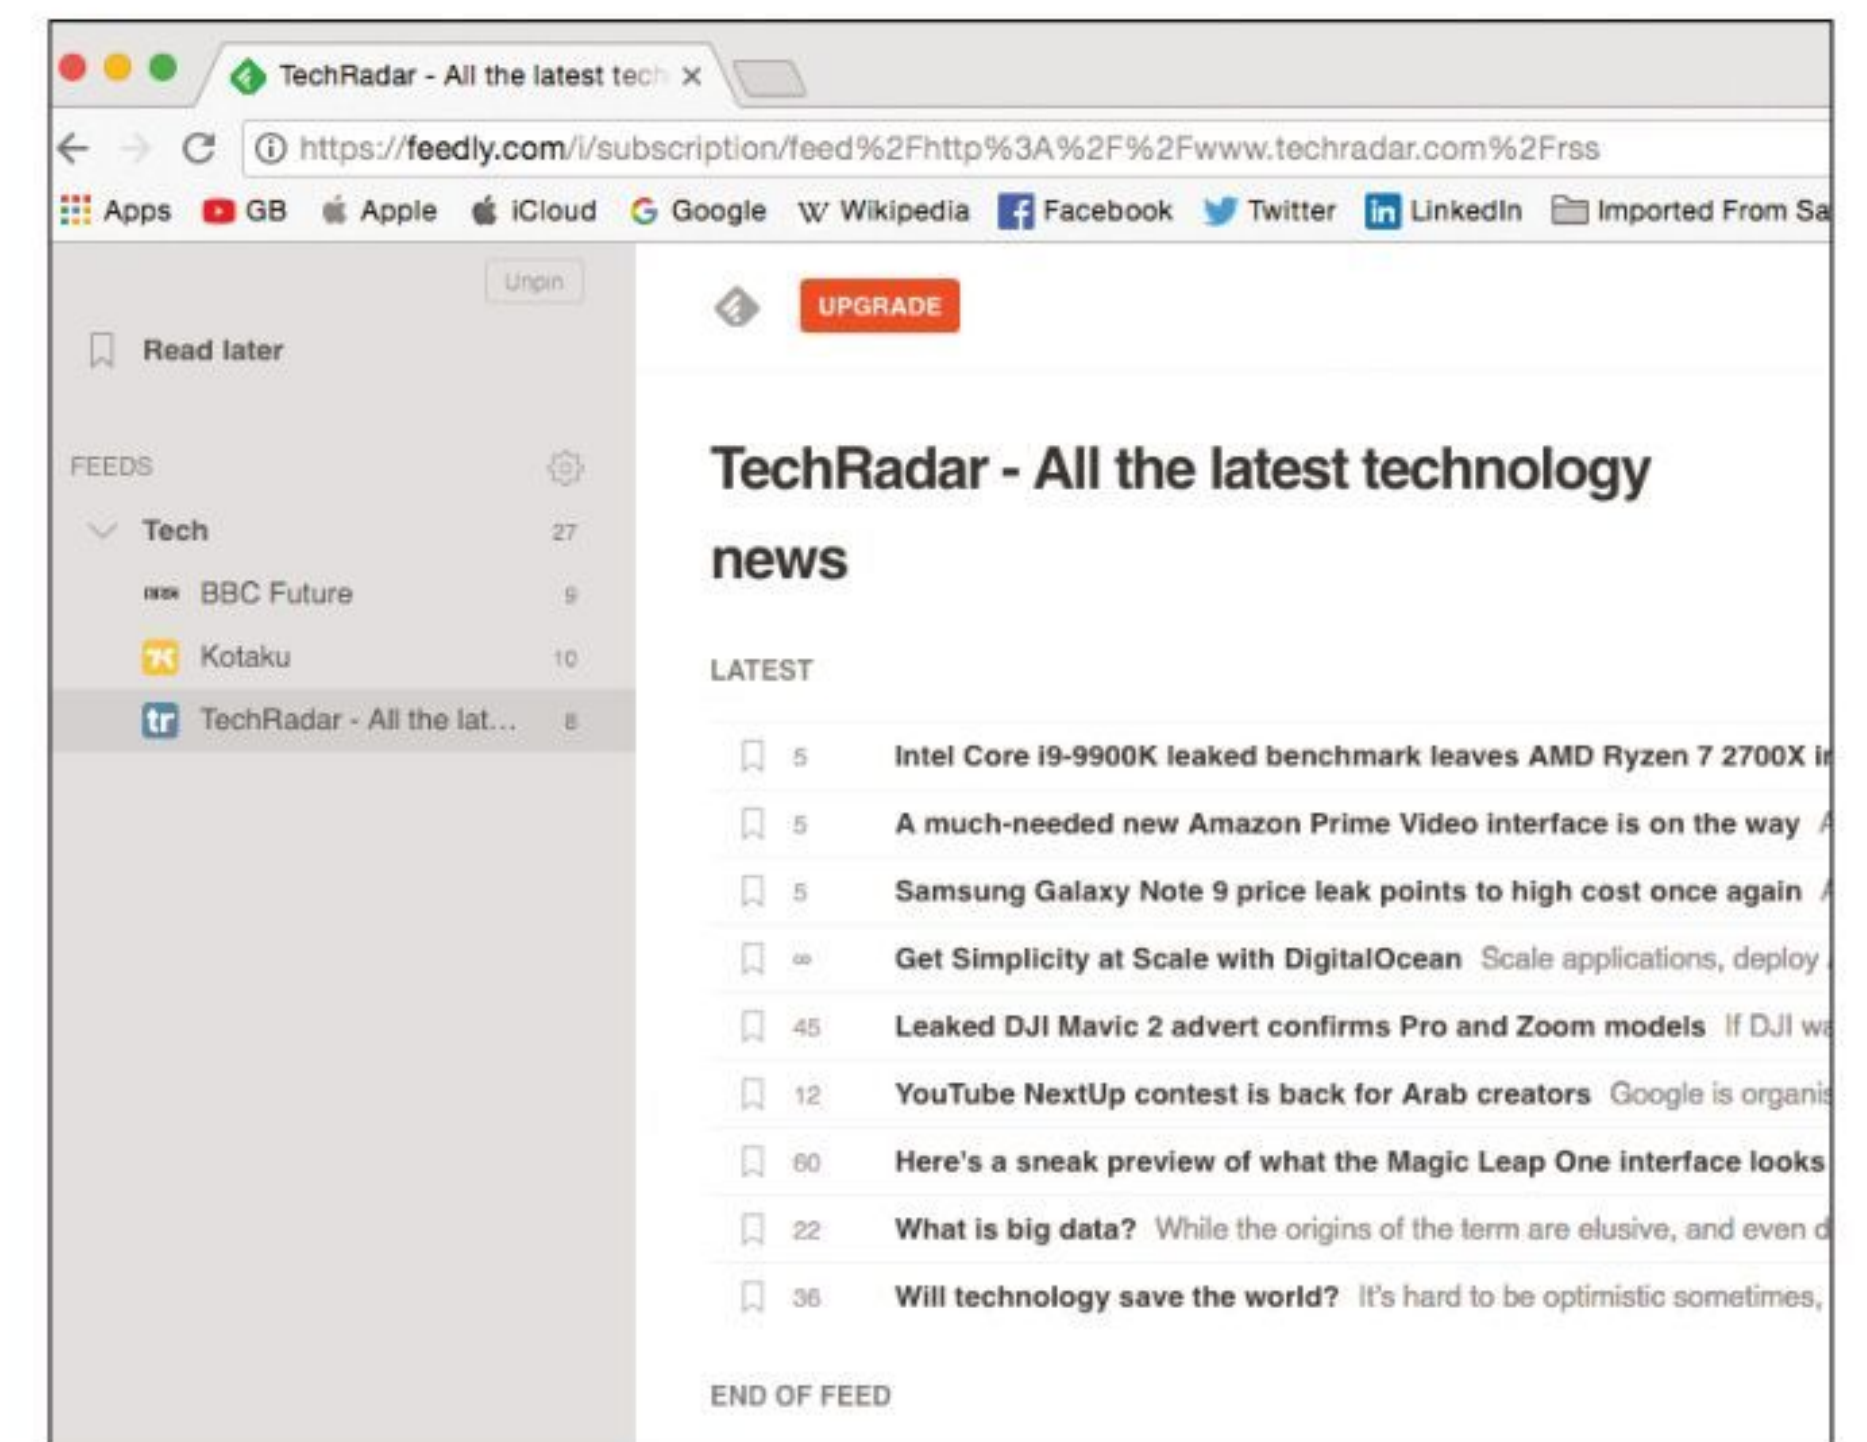 TechRadar - All the latest tech
https://feedly.com/i/subscription/feed%2Fhttp%3A%2F%2Fwww.techradar.com%2Frss
Apps GB Apple iCloud Google Wikipedia Facebook Twitter LinkedIn Imported From Sa
Unpin
Read later
FEEDS
Tech 27
BBC Future 9
Kotaku 10
tr TechRadar - All the lat... 8
UPGRADE
TechRadar - All the latest technology
news
LATEST
5 Intel Core i9-9900K leaked benchmark leaves AMD Ryzen 7 2700X in
5 A much-needed new Amazon Prime Video interface is on the way A
5 Samsung Galaxy Note 9 price leak points to high cost once again A
∞ Get Simplicity at Scale with DigitalOcean Scale applications, deploy
45 Leaked DJI Mavic 2 advert confirms Pro and Zoom models If DJI wa
12 YouTube NextUp contest is back for Arab creators Google is organis
60 Here's a sneak preview of what the Magic Leap One interface looks
22 What is big data? While the origins of the term are elusive, and even d
36 Will technology save the world? It's hard to be optimistic sometimes,
END OF FEED